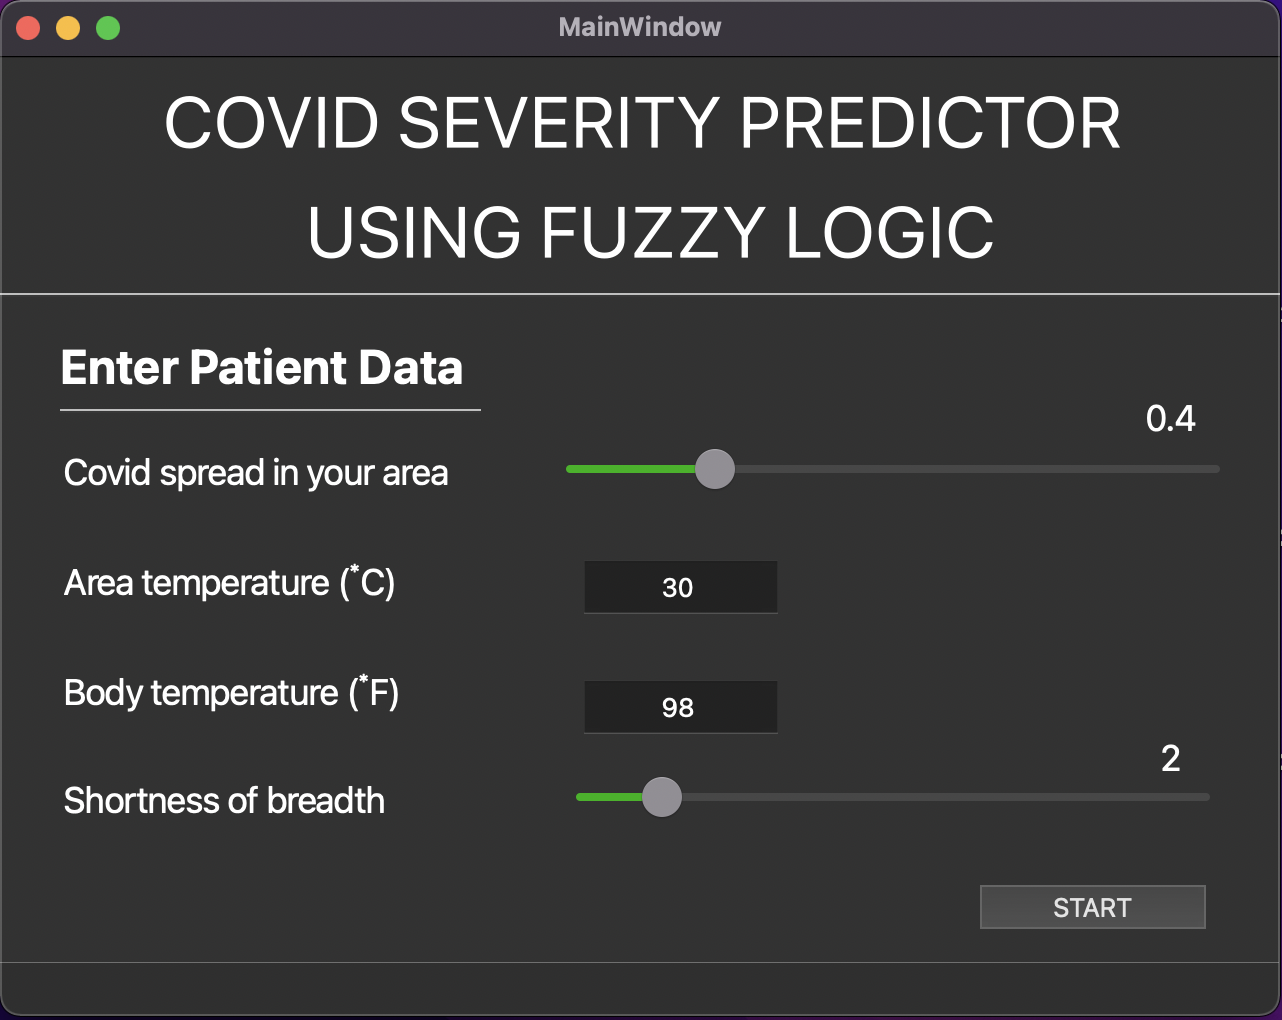 MainWindow
COVID SEVERITY PREDICTOR
USING FUZZY LOGIC
Enter Patient Data
0.4
Covid spread in your area
Area temperature (*C)
30
Body temperature (*F)
98
2
Shortness of breadth
START